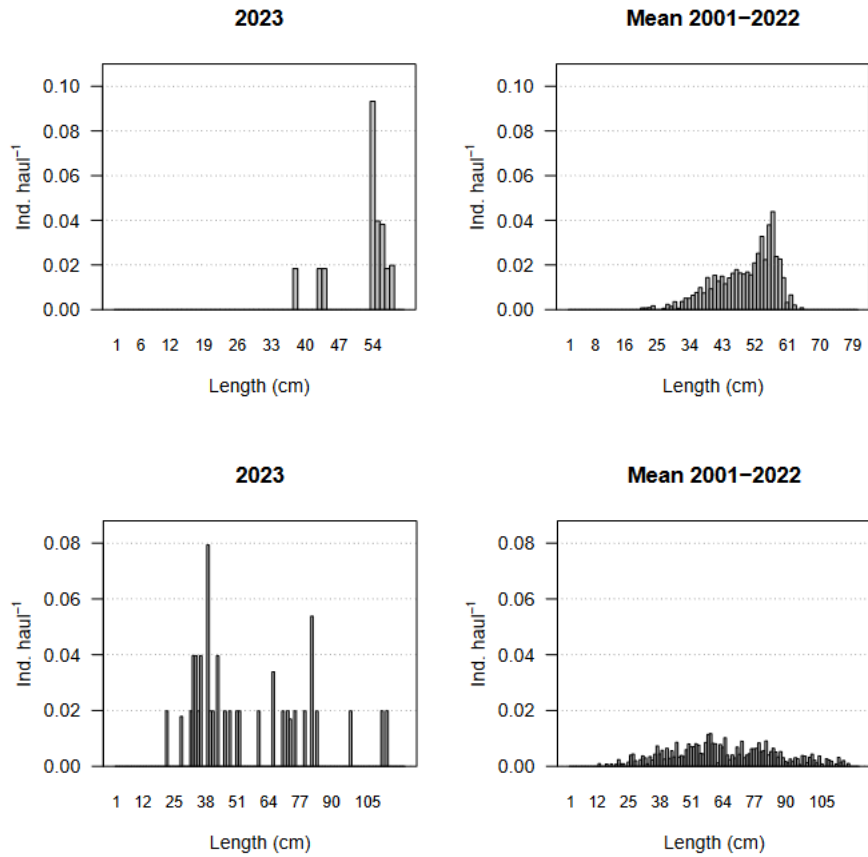 2023
Mean 2001−2022
0.10
0.08
0.06
0.04
0.02
0.00
Ind. haul⁻¹
1 6 12 19 26 33 40 47 54
Length (cm)
0.10
0.08
0.06
0.04
0.02
0.00
Ind. haul⁻¹
1 8 16 25 34 43 52 61 70 79
Length (cm)
2023
Mean 2001−2022
0.08
0.06
0.04
0.02
0.00
Ind. haul⁻¹
1 12 25 38 51 64 77 90 105
Length (cm)
0.08
0.06
0.04
0.02
0.00
Ind. haul⁻¹
1 12 25 38 51 64 77 90 105
Length (cm)